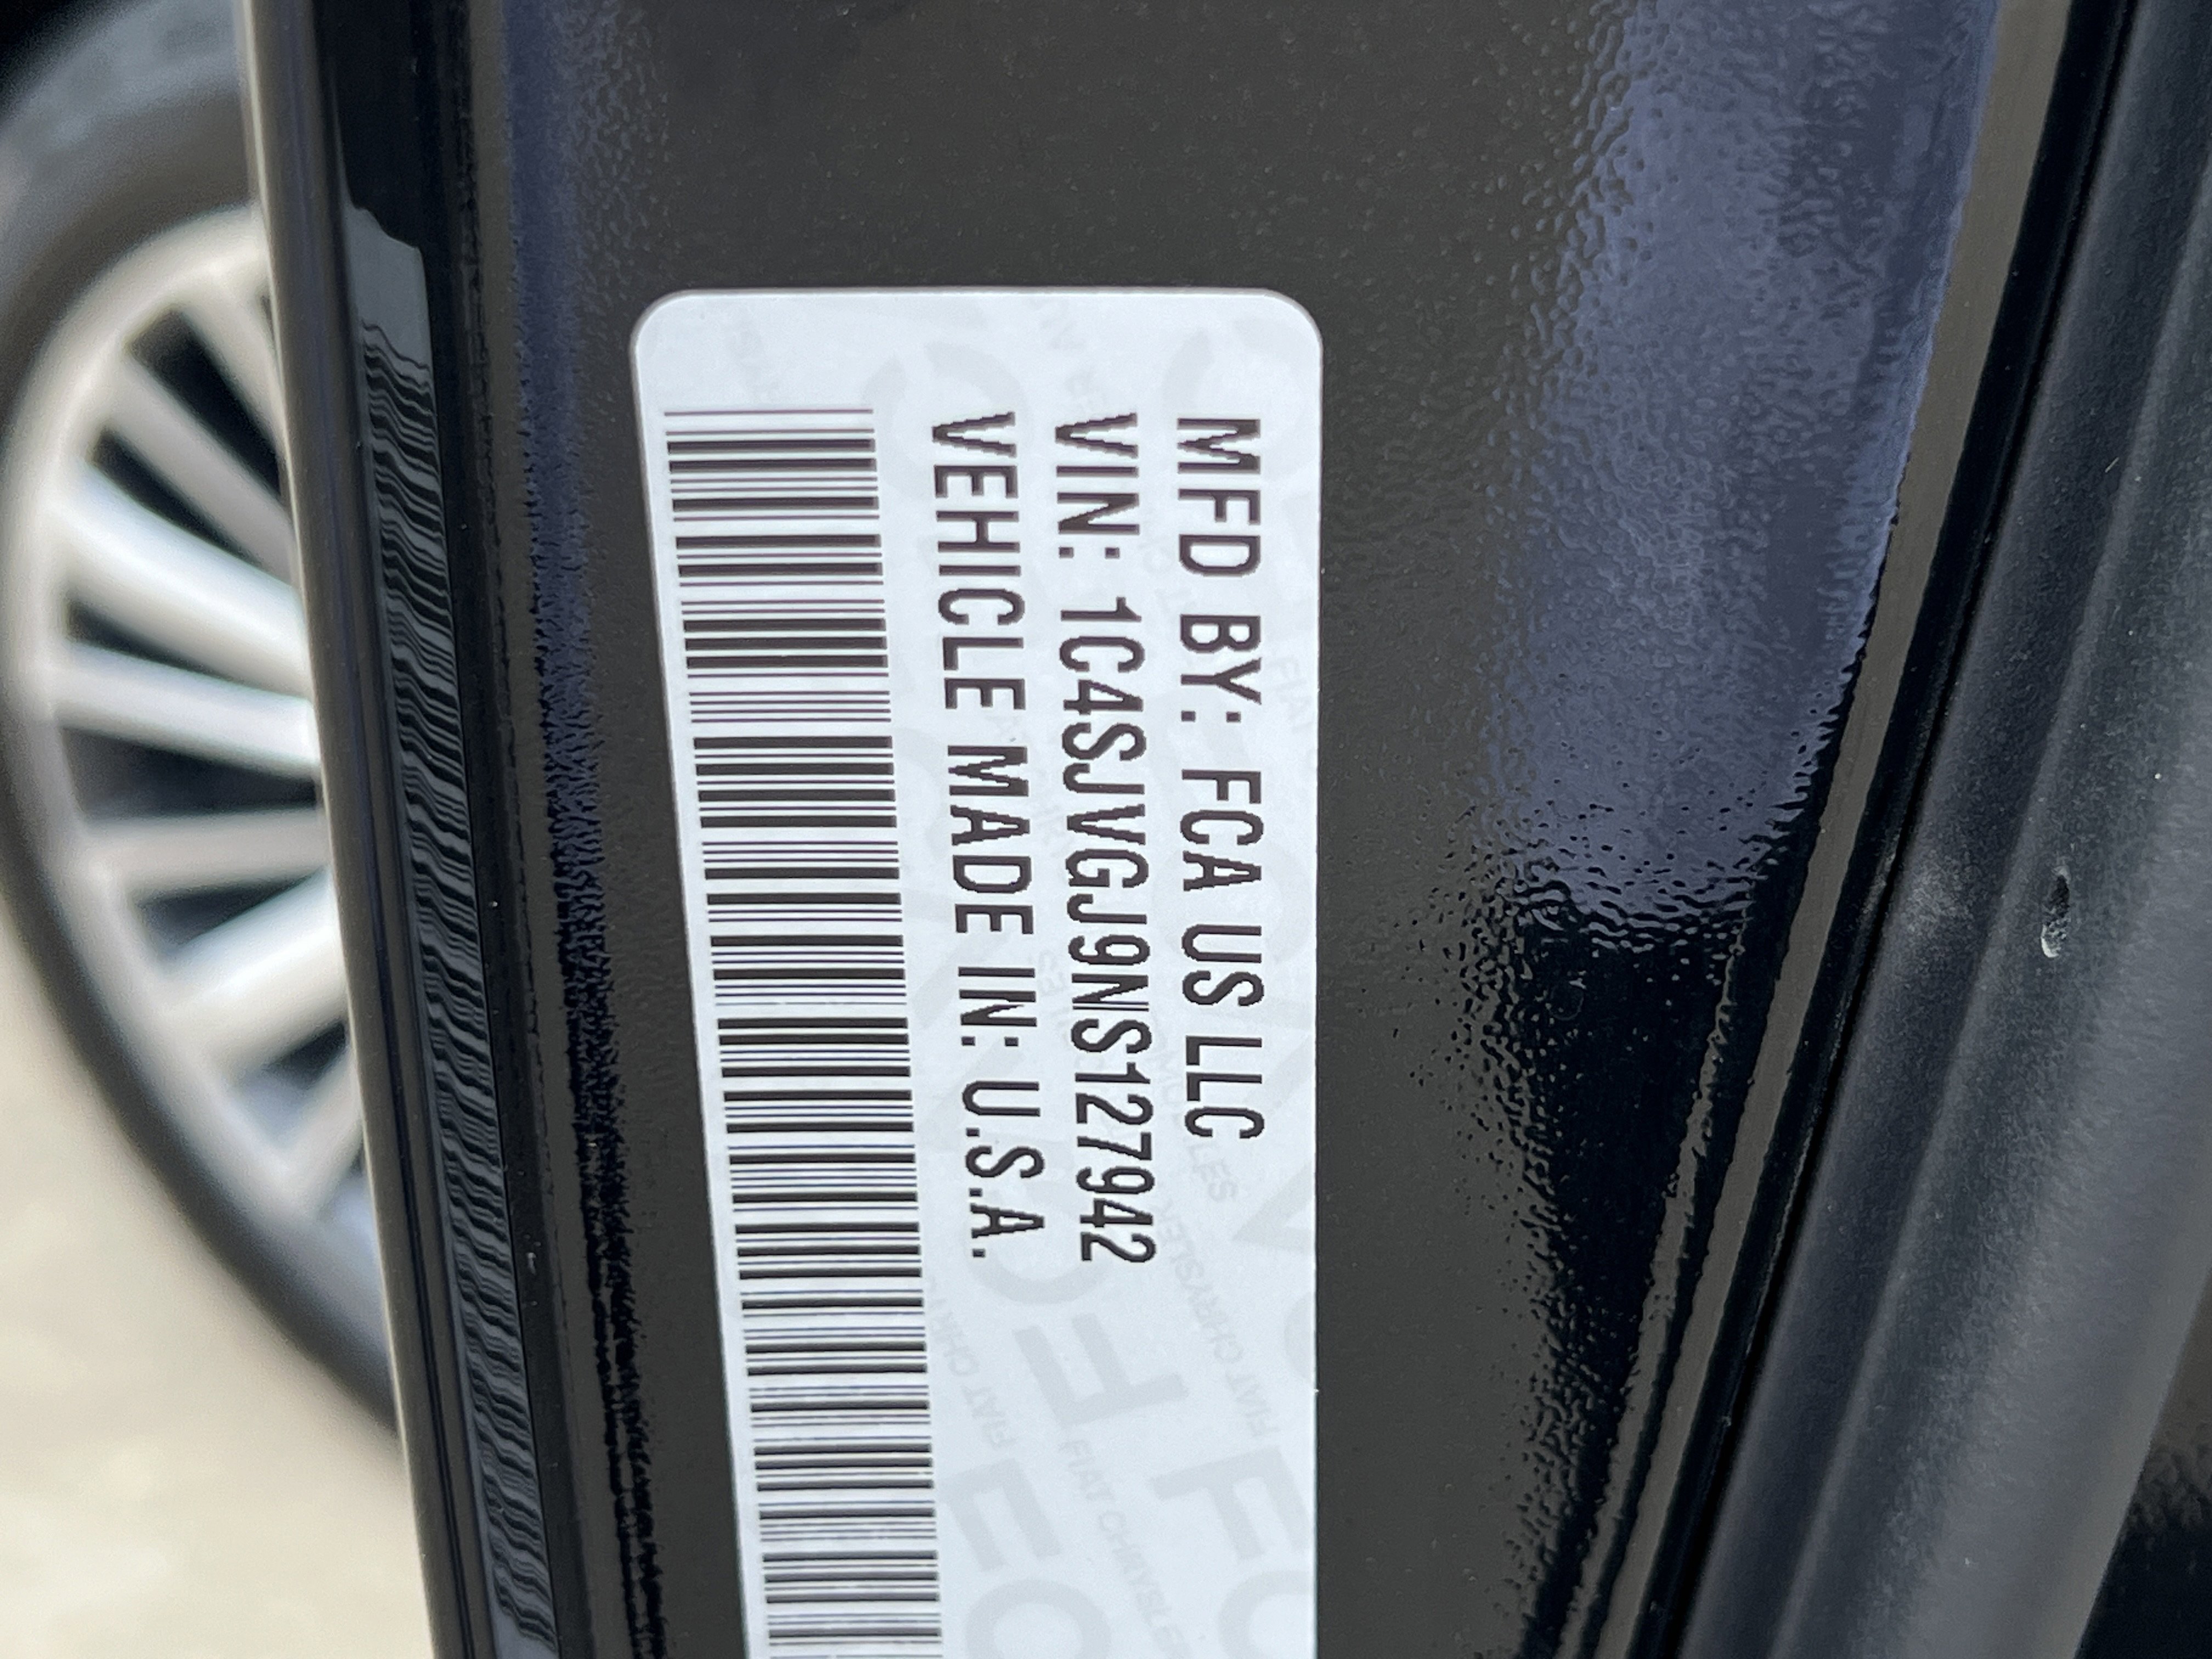 MFD BY: FCA US LLC
VIN: 1C4SJVGJ9NS127942
VEHICLE MADE IN: U.S.A.